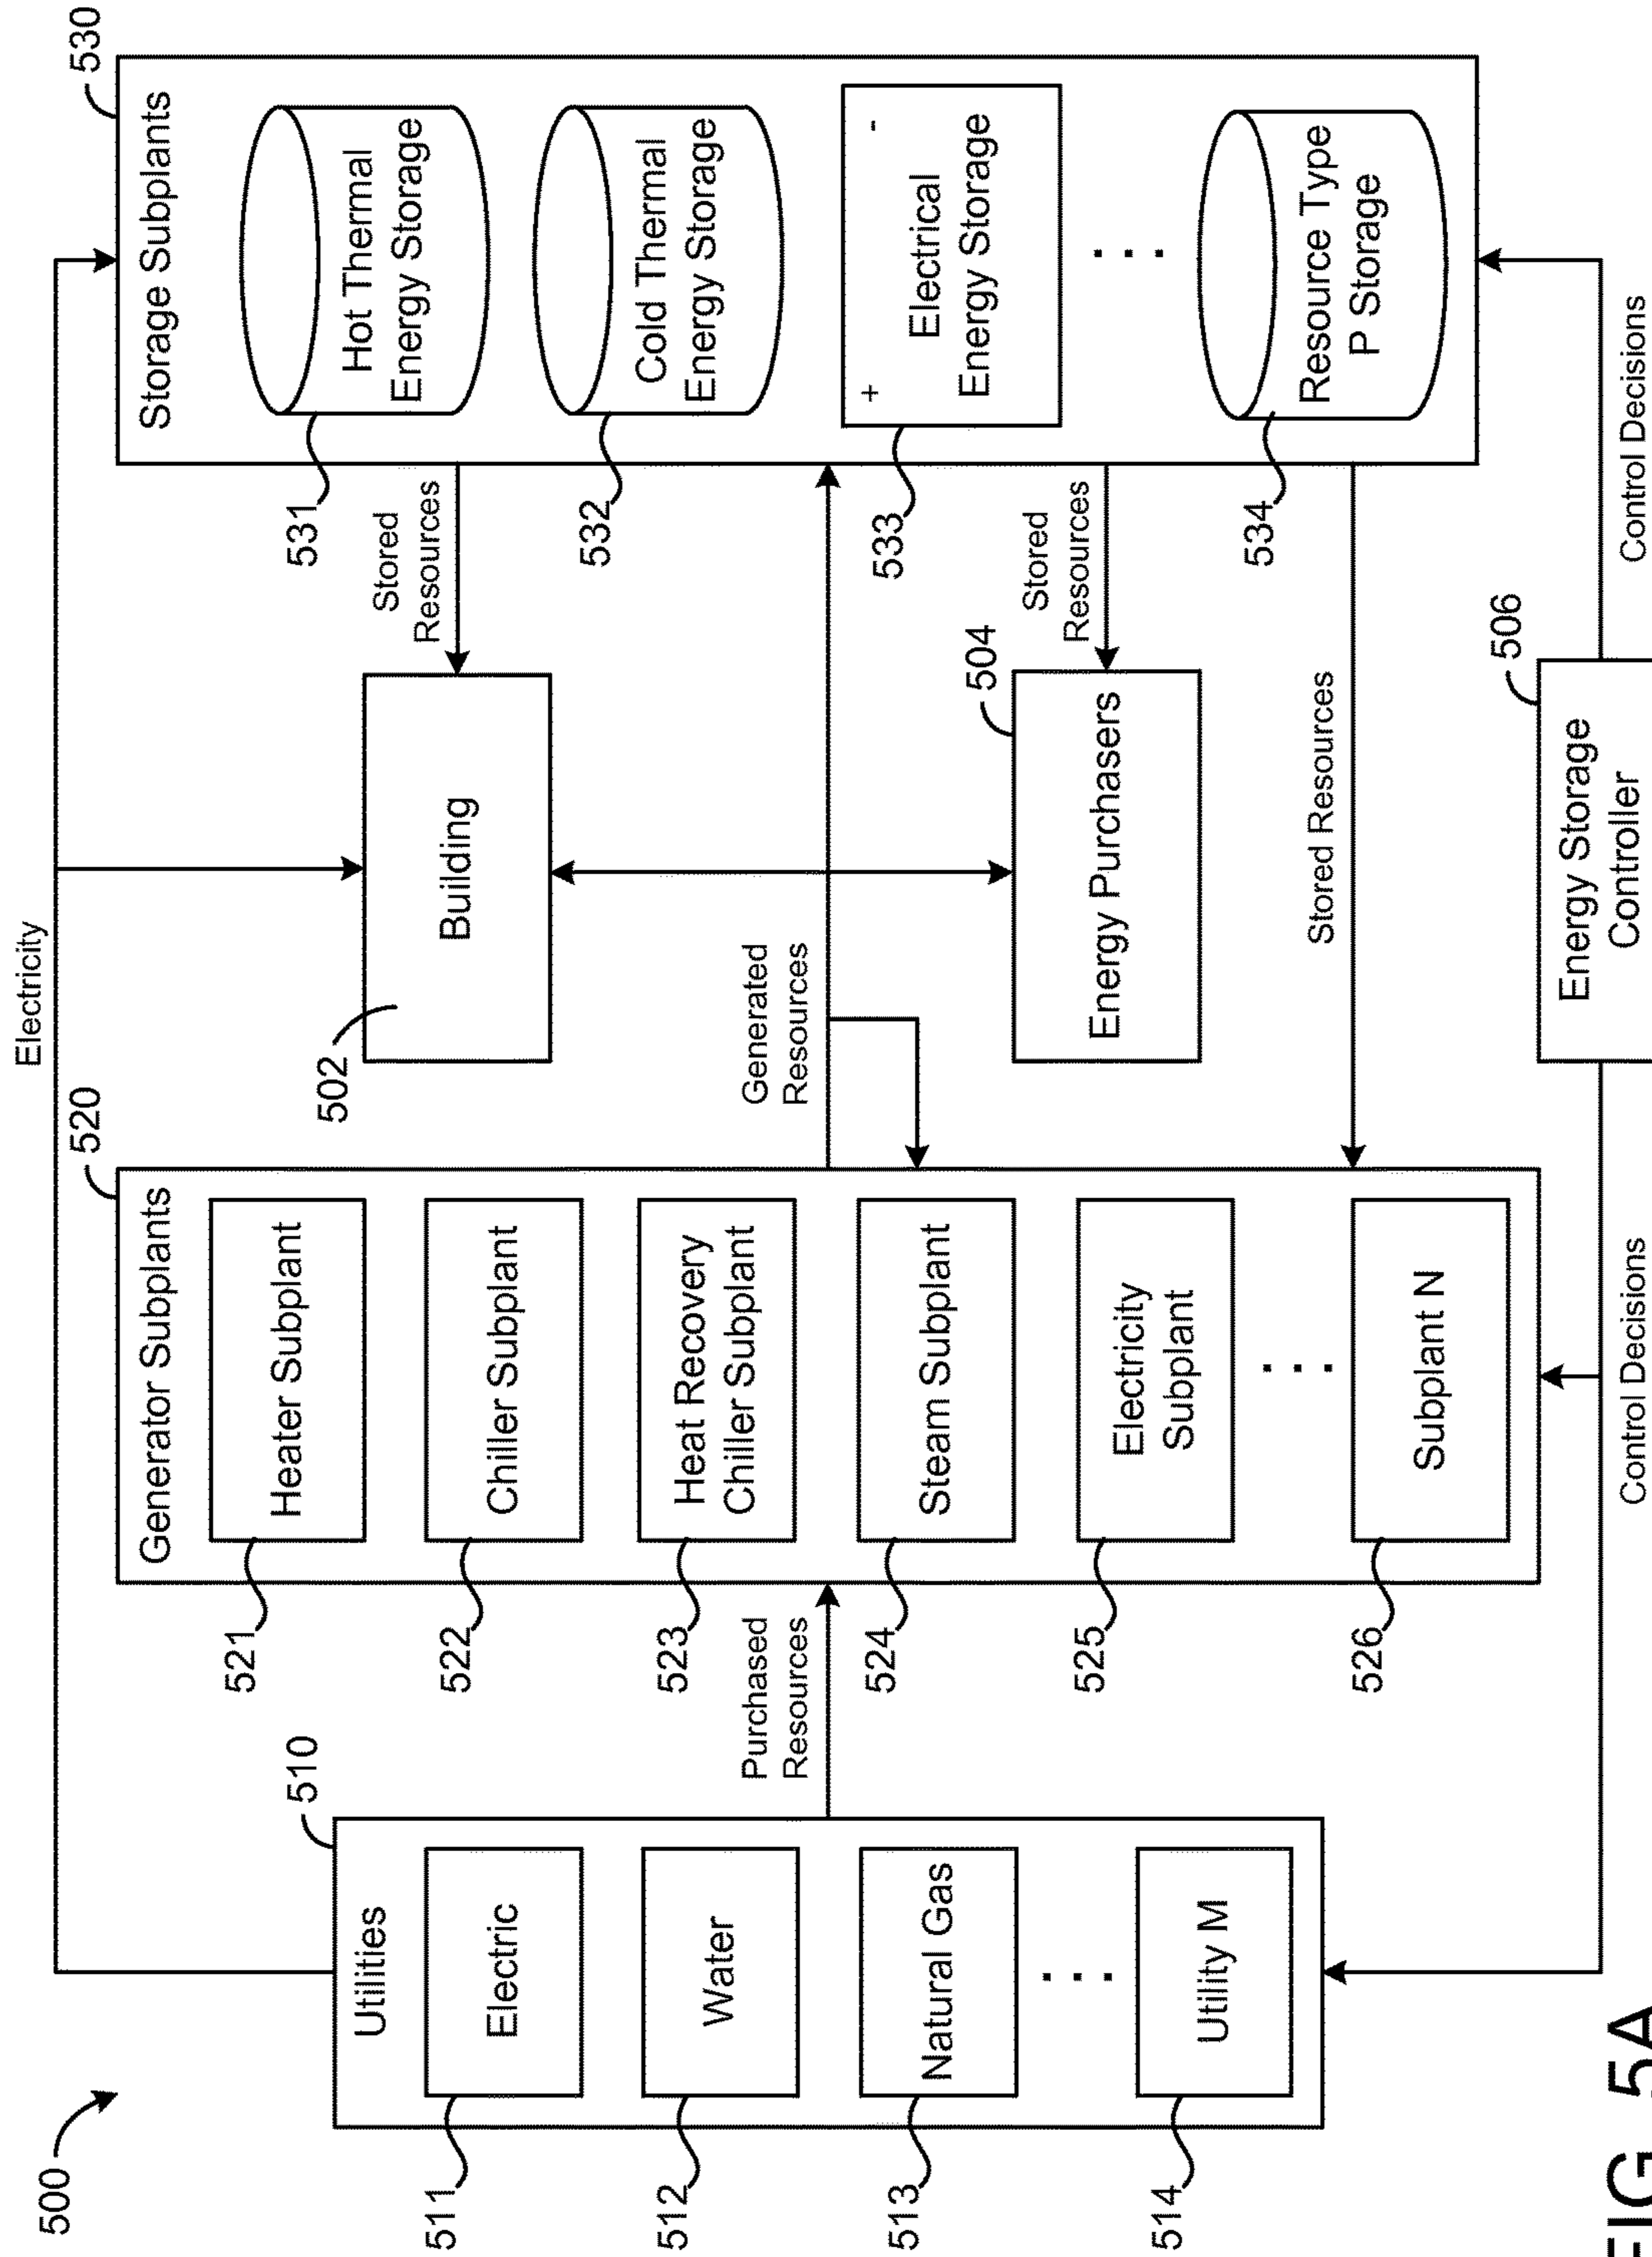 500
Electricity
Utilities
510
Electric
511
Water
512
Natural Gas
513
. . .
Utility M
514
Purchased
Resources
Generator Subplants
520
Heater Subplant
521
Chiller Subplant
522
Heat Recovery
Chiller Subplant
523
Steam Subplant
524
Electricity
Subplant
525
. . .
Subplant N
526
Generated
Resources
Building
502
Energy Purchasers
504
Stored
Resources
Stored
Resources
Stored Resources
Storage Subplants
530
Hot Thermal
Energy Storage
531
Cold Thermal
Energy Storage
532
+ -
Electrical
Energy Storage
533
. . .
Resource Type
P Storage
534
Energy Storage
Controller
506
Control Decisions
Control Decisions
FIG. 5A